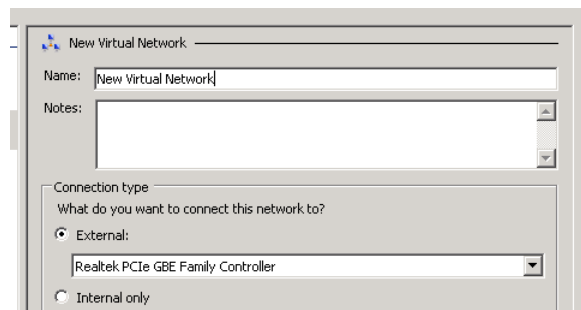 New Virtual Network
Name: New Virtual Network
Notes:
Connection type
What do you want to connect this network to?
External:
Realtek PCIe GBE Family Controller
Internal only